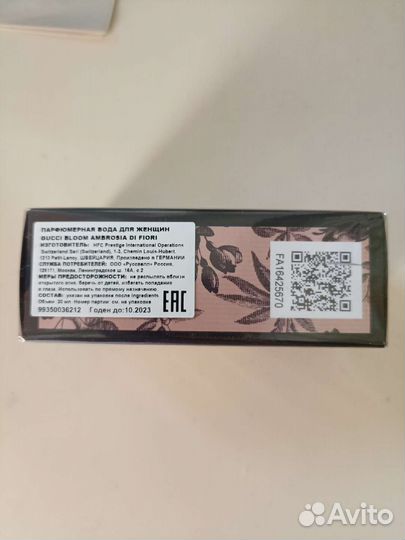 ПАРФЮМЕРНАЯ ВОДА ДЛЯ ЖЕНЩИН
GUCCI BLOOM AMBROSIA DI FIORI
ИЗГОТОВИТЕЛЬ: HFC Prestige International Operations
Switzerland Sarl (Switzerland), 1-3, Chemin Louis-Hubert,
1213 Petit-Lancy, ШВЕЙЦАРИЯ. Произведено в ГЕРМАНИИ
СЛУЖБА ПОТРЕБИТЕЛЕЙ: ООО Россия,
125171, Москва, Ленинградское ш. 16А, с 2
МЕРЫ ПРЕДОСТОРОЖНОСТИ: не распылять вблизи
открытого огня. Беречь от детей, избегать попадания
в глаза. Использовать по прямому назначению
СОСТАВ: указан на упаковке после Ingredients
Объем: 30 мл. Номер партии: см. на упаковке
99350036212 Годен до:10.2023
EAC
FA16425670
Avito